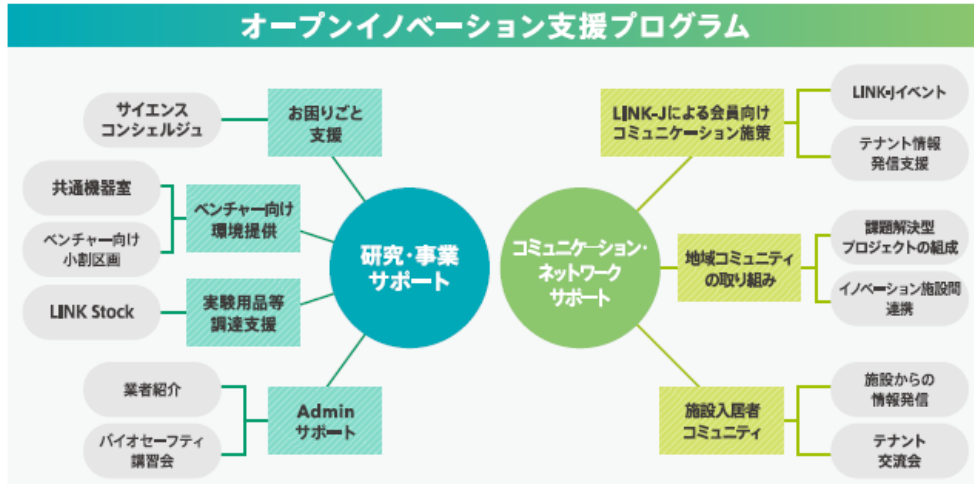 オープンイノベーション支援プログラム
サイエンス
コンシェルジュ
お困りごと
支援
共通機器室
ベンチャー向け
小割区画
ベンチャー向け
環境提供
LINK Stock
実験用品等
調達支援
業者紹介
バイオセーフティ
講習会
Admin
サポート
研究・事業
サポート
コミュニケーション・
ネットワーク
サポート
LINK-Jによる会員向け
コミュニケーション施策
LINK-Jイベント
テナント情報
発信支援
地域コミュニティ
の取り組み
課題解決型
プロジェクトの組成
イノベーション施設間
連携
施設入居者
コミュニティ
施設からの
情報発信
テナント
交流会